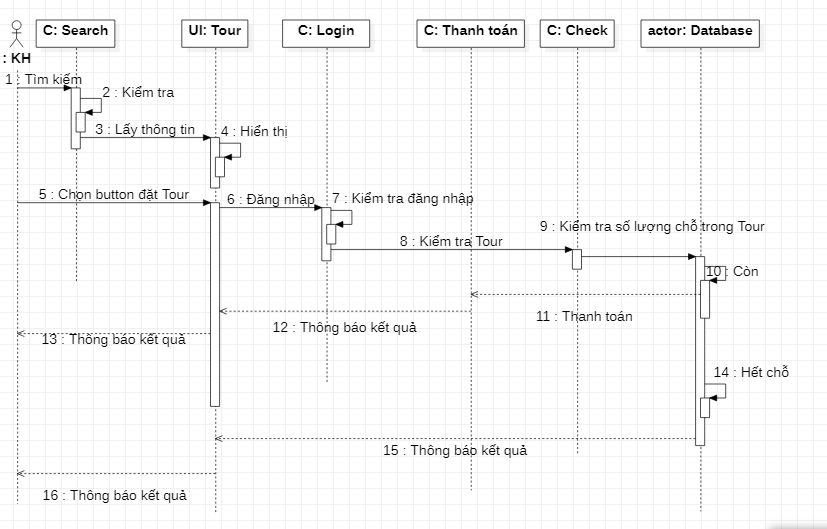 C: Search
UI: Tour
C: Login
C: Thanh toán
C: Check
actor: Database
: KH
1 : Tìm kiếm
2 : Kiểm tra
3 : Lấy thông tin
4 : Hiển thị
5 : Chọn button đặt Tour
6 : Đăng nhập
7 : Kiểm tra đăng nhập
8 : Kiểm tra Tour
9 : Kiểm tra số lượng chỗ trong Tour
10 : Còn
11 : Thanh toán
12 : Thông báo kết quả
13 : Thông báo kết quả
14 : Hết chỗ
15 : Thông báo kết quả
16 : Thông báo kết quả